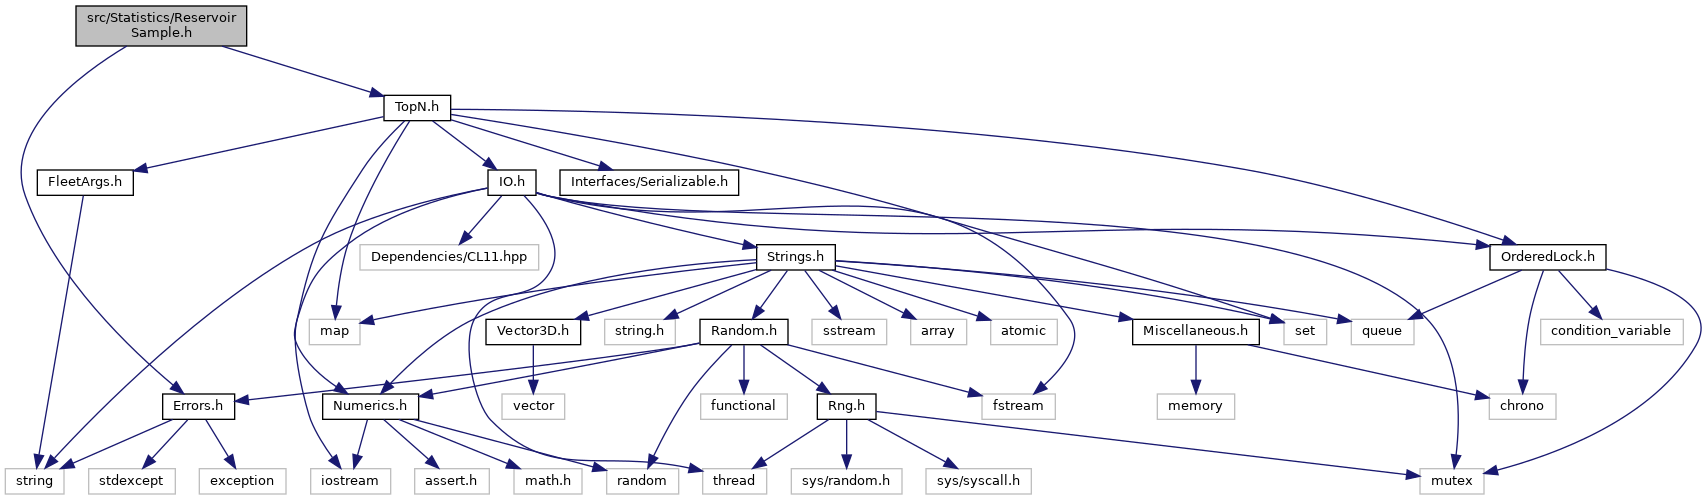 src/Statistics/Reservoir
Sample.h
TopN.h
FleetArgs.h
IO.h
Interfaces/Serializable.h
Dependencies/CL11.hpp
Strings.h
OrderedLock.h
map
Vector3D.h
string.h
Random.h
sstream
array
atomic
Miscellaneous.h
set
queue
condition_variable
Errors.h
Numerics.h
vector
functional
Rng.h
fstream
memory
chrono
string
stdexcept
exception
iostream
assert.h
math.h
random
thread
sys/random.h
sys/syscall.h
mutex